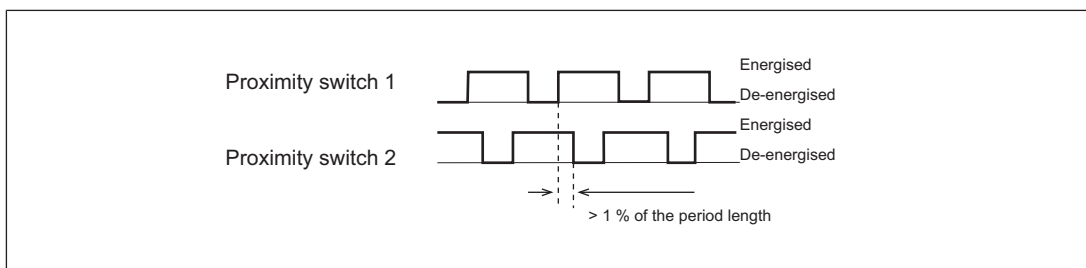 Proximity switch 1
Energised
De-energised
Energised
Proximity switch 2
De-energised
> 1 % of the period length